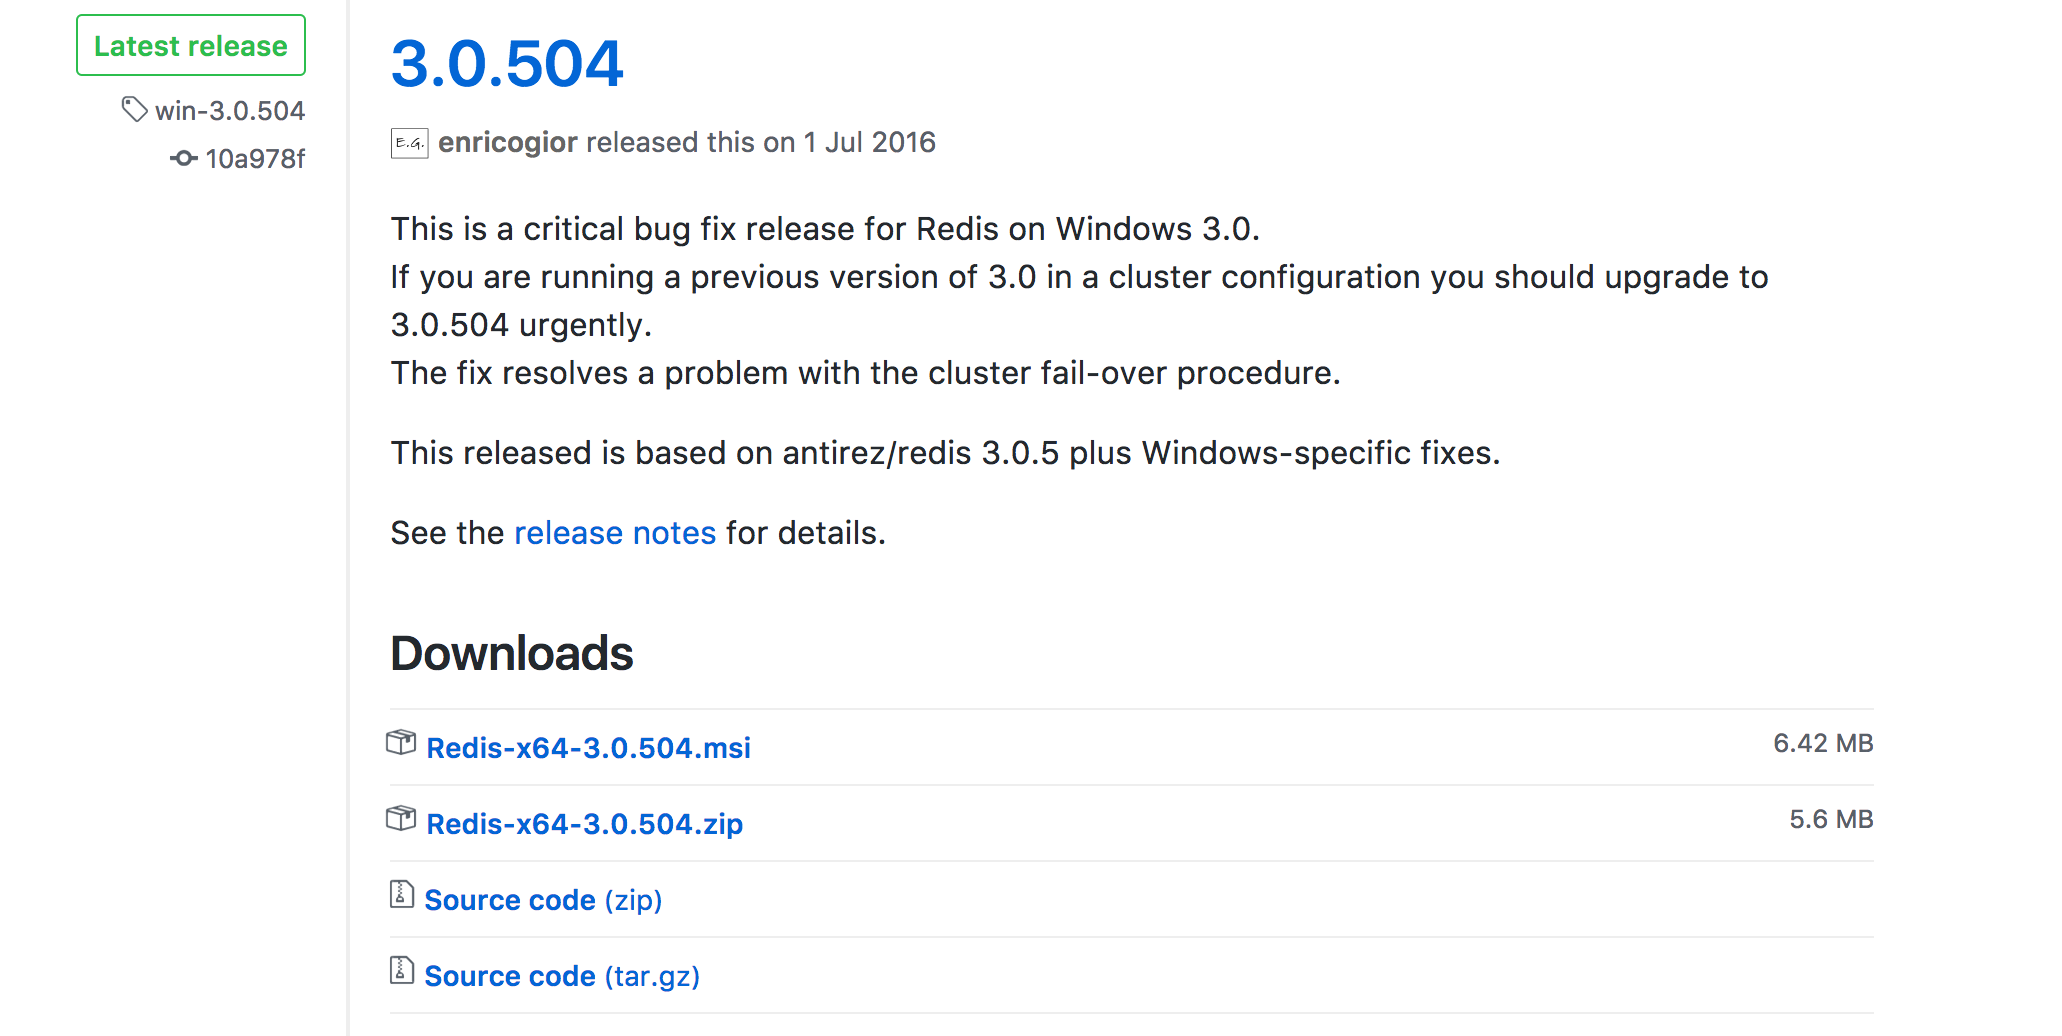 Latest release
win-3.0.504
10a978f
3.0.504
E.G. enricogior released this on 1 Jul 2016
This is a critical bug fix release for Redis on Windows 3.0.
If you are running a previous version of 3.0 in a cluster configuration you should upgrade to
3.0.504 urgently.
The fix resolves a problem with the cluster fail-over procedure.
This released is based on antirez/redis 3.0.5 plus Windows-specific fixes.
See the release notes for details.
Downloads
Redis-x64-3.0.504.msi 6.42 MB
Redis-x64-3.0.504.zip 5.6 MB
Source code (zip)
Source code (tar.gz)